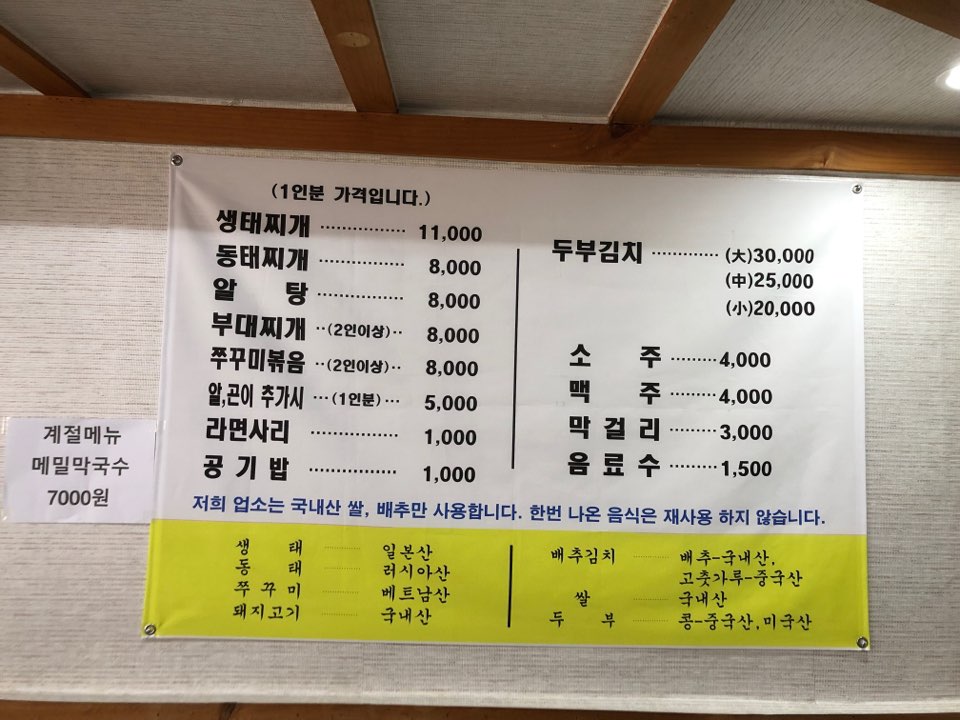 (1인분 가격입니다.)
생태찌개 ················ 11,000
동태찌개 ················ 8,000
알 탕 ················ 8,000
부대찌개 ··(2인이상)·· 8,000
쭈꾸미볶음 ··(2인이상)·· 8,000
알,곤이 추가시 ···(1인분)··· 5,000
라면사리 ················ 1,000
공 기 밥 ················ 1,000
두부김치 ············· (大)30,000
(中)25,000
(小)20,000
소 주 ········· 4,000
맥 주 ········· 4,000
막 걸 리 ········· 3,000
음 료 수 ········· 1,500
저희 업소는 국내산 쌀, 배추만 사용합니다. 한번 나온 음식은 재사용 하지 않습니다.
생 태 ········· 일본산
동 태 ········· 러시아산
쭈 꾸 미 ········· 베트남산
돼지고기 ········· 국내산
배추김치 ········· 배추-국내산,
고춧가루-중국산
쌀 ········· 국내산
두 부 ········· 콩-중국산,미국산
계절메뉴
메밀막국수
7000원